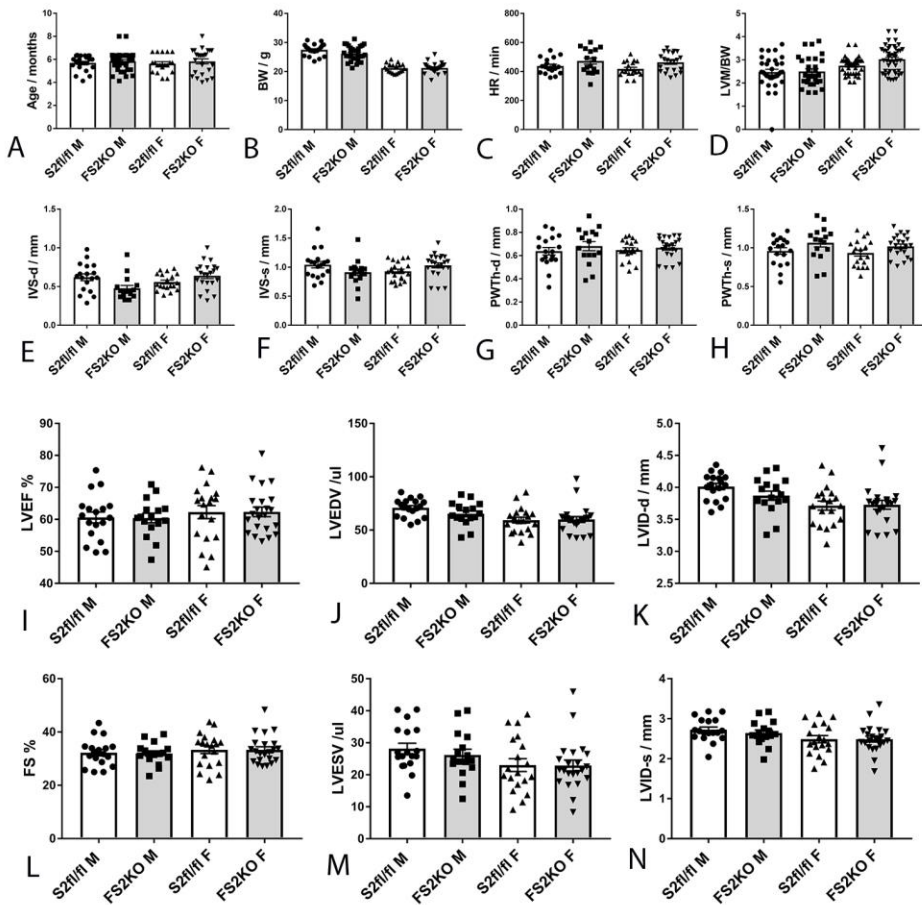 Age / months
8
6
4
2
0
S2fl/fl M
FS2KO M
S2fl/fl F
FS2KO F
A
BW / g
40
30
20
10
0
S2fl/fl M
FS2KO M
S2fl/fl F
FS2KO F
B
HR / min
800
600
400
200
0
S2fl/fl M
FS2KO M
S2fl/fl F
FS2KO F
C
LVM/BW
5
4
3
2
1
0
S2fl/fl M
FS2KO M
S2fl/fl F
FS2KO F
D
IVS-d / mm
1.5
1.0
0.5
0.0
S2fl/fl M
FS2KO M
S2fl/fl F
FS2KO F
E
IVS-s / mm
2.0
1.5
1.0
0.5
0.0
S2fl/fl M
FS2KO M
S2fl/fl F
FS2KO F
F
PWTh-d / mm
1.0
0.8
0.6
0.4
0.2
0.0
S2fl/fl M
FS2KO M
S2fl/fl F
FS2KO F
G
PWTh-s / mm
1.5
1.0
0.5
0.0
S2fl/fl M
FS2KO M
S2fl/fl F
FS2KO F
H
LVEF %
90
80
70
60
50
40
S2fl/fl M
FS2KO M
S2fl/fl F
FS2KO F
I
LVEDV /ul
150
100
50
0
S2fl/fl M
FS2KO M
S2fl/fl F
FS2KO F
J
LVID-d / mm
5.0
4.5
4.0
3.5
3.0
2.5
S2fl/fl M
FS2KO M
S2fl/fl F
FS2KO F
K
FS %
60
40
20
0
S2fl/fl M
FS2KO M
S2fl/fl F
FS2KO F
L
LVESV /ul
50
40
30
20
10
0
S2fl/fl M
FS2KO M
S2fl/fl F
FS2KO F
M
LVID-s / mm
4
3
2
1
0
S2fl/fl M
FS2KO M
S2fl/fl F
FS2KO F
N